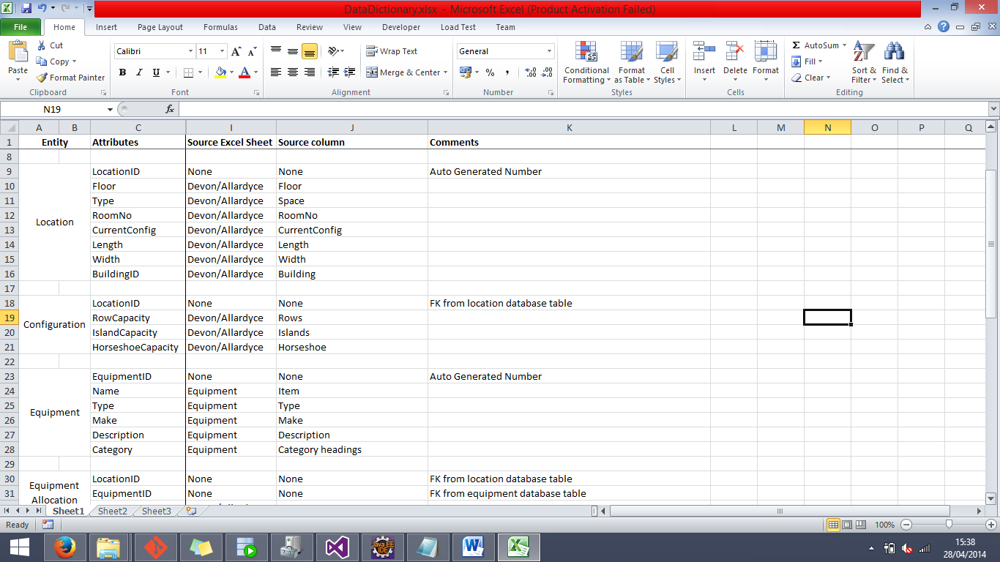 DataDictionary.xlsx - Microsoft Excel (Product Activation Failed)
File Home Insert Page Layout Formulas Data Review View Developer Load Test Team
Paste
Cut
Copy
Format Painter
Clipboard
Calibri 11
B I U
Font
Wrap Text
Merge & Center
Alignment
General
% ,
Number
Conditional Formatting
Format as Table
Cell Styles
Styles
Insert Delete Format
Cells
AutoSum
Fill
Clear
Sort & Filter
Find & Select
Editing
N19 fx
A B C I J K L M N O P Q
1 Entity Attributes Source Excel Sheet Source column Comments
8
9 LocationID None None Auto Generated Number
10 Floor Devon/Allardyce Floor
11 Type Devon/Allardyce Space
12 RoomNo Devon/Allardyce RoomNo
Location
13 CurrentConfig Devon/Allardyce CurrentConfig
14 Length Devon/Allardyce Length
15 Width Devon/Allardyce Width
16 BuildingID Devon/Allardyce Building
17
18 LocationID None None FK from location database table
19 RowCapacity Devon/Allardyce Rows
Configuration
20 IslandCapacity Devon/Allardyce Islands
21 HorseshoeCapacity Devon/Allardyce Horseshoe
22
23 EquipmentID None None Auto Generated Number
24 Name Equipment Item
25 Type Equipment Type
Equipment
26 Make Equipment Make
27 Description Equipment Description
28 Category Equipment Category headings
29
30 LocationID None None FK from location database table
Equipment Allocation
31 EquipmentID None None FK from equipment database table
Sheet1 Sheet2 Sheet3
Ready 100%
Java EE IDE
15:38
28/04/2014